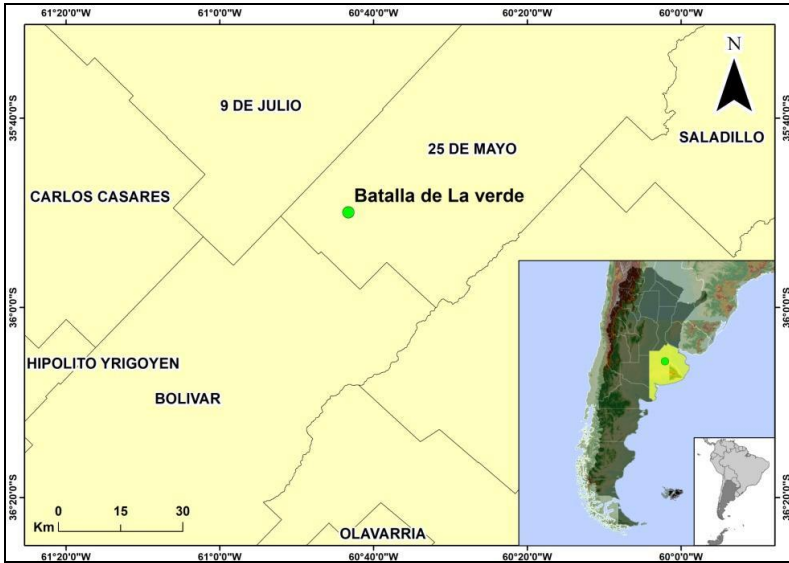 61°20'0"W 61°0'0"W 60°40'0"W 60°20'0"W 60°0'0"W
N
35°40'0"S 35°40'0"S
9 DE JULIO
SALADILLO
25 DE MAYO
CARLOS CASARES
Batalla de La verde
36°0'0"S 36°0'0"S
HIPOLITO YRIGOYEN
BOLIVAR
36°20'0"S 36°20'0"S
0 15 30
Km
OLAVARRIA
61°20'0"W 61°0'0"W 60°40'0"W 60°20'0"W 60°0'0"W